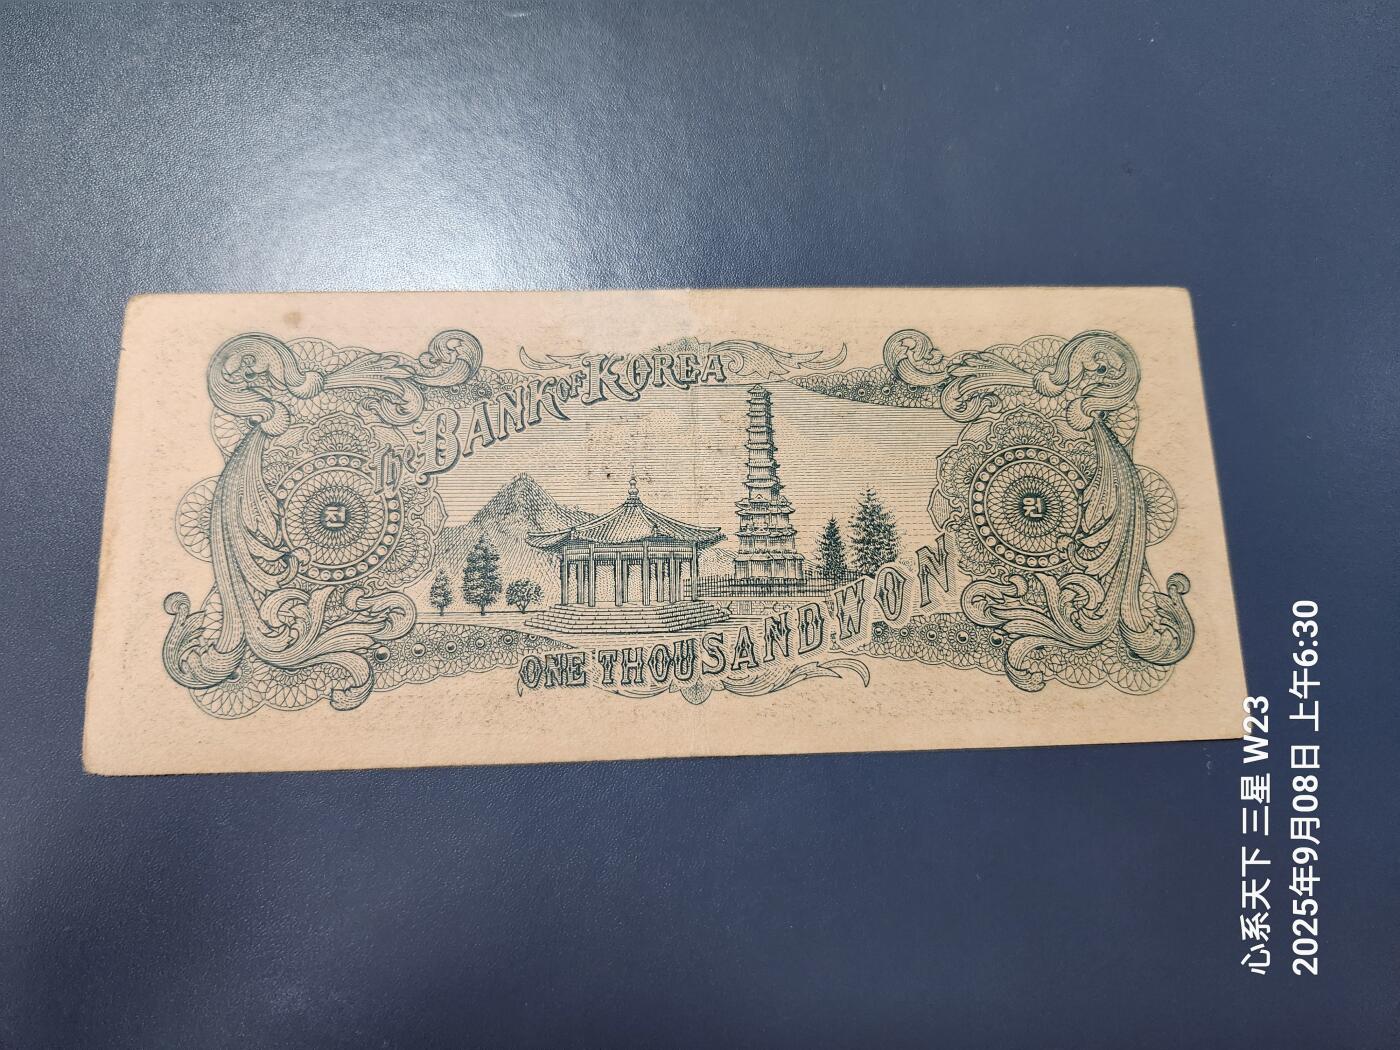 the BANK OF KOREA
천
원
ONE THOUSAND WON
心系天下 三星 W23
2025年9月08日 上午6:30